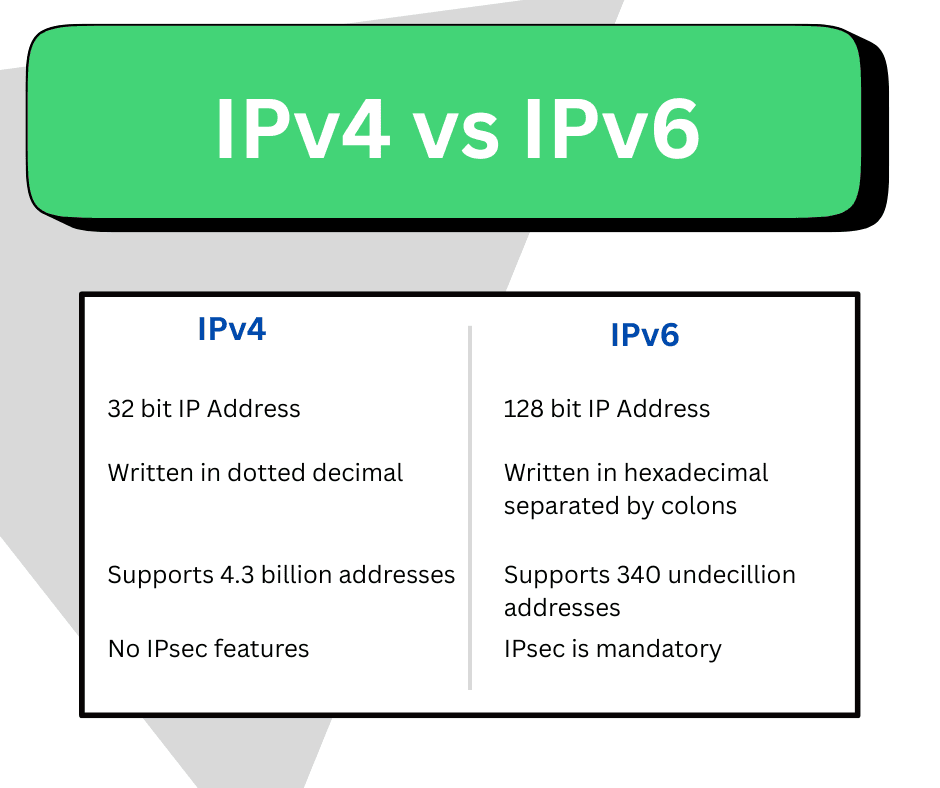 IPv4 vs IPv6
IPv4
32 bit IP Address
Written in dotted decimal
Supports 4.3 billion addresses
No IPsec features
IPv6
128 bit IP Address
Written in hexadecimal
separated by colons
Supports 340 undecillion
addresses
IPsec is mandatory